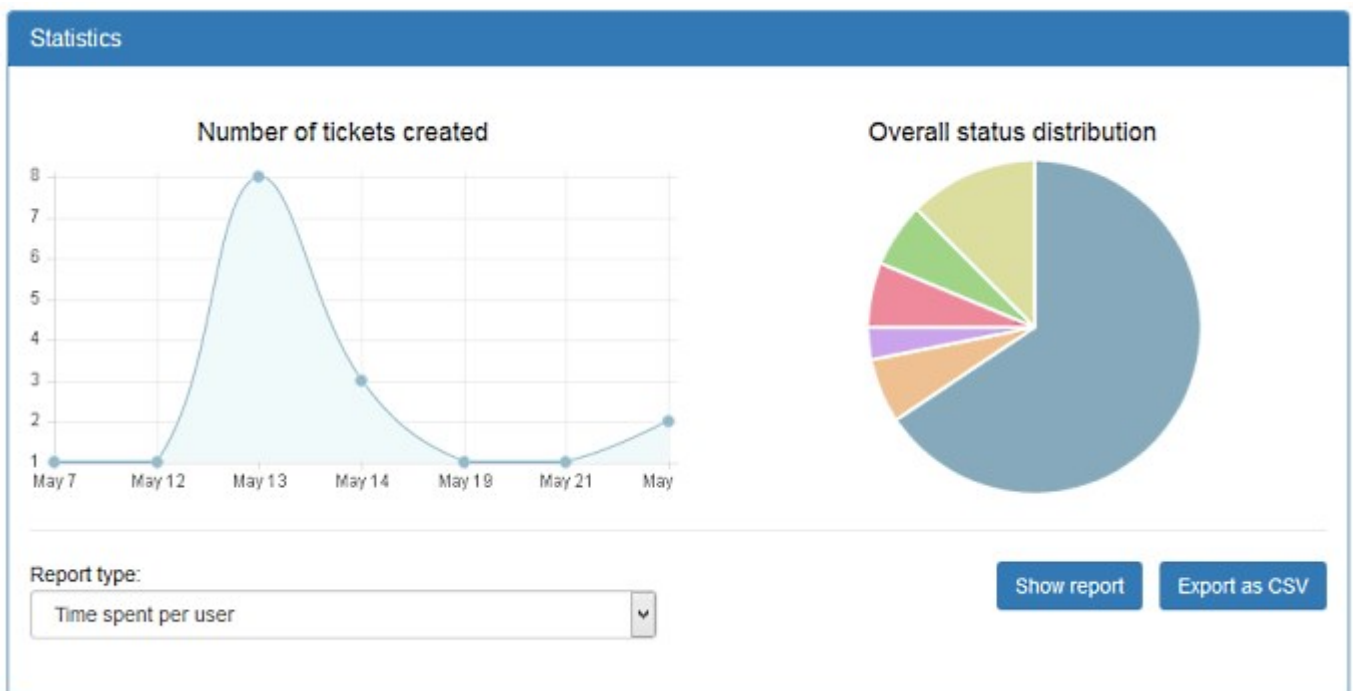 Statistics
Number of tickets created
Overall status distribution
8
7
6
5
4
3
2
1
May 7 May 12 May 13 May 14 May 19 May 21 May
Report type:
Time spent per user
Show report Export as CSV